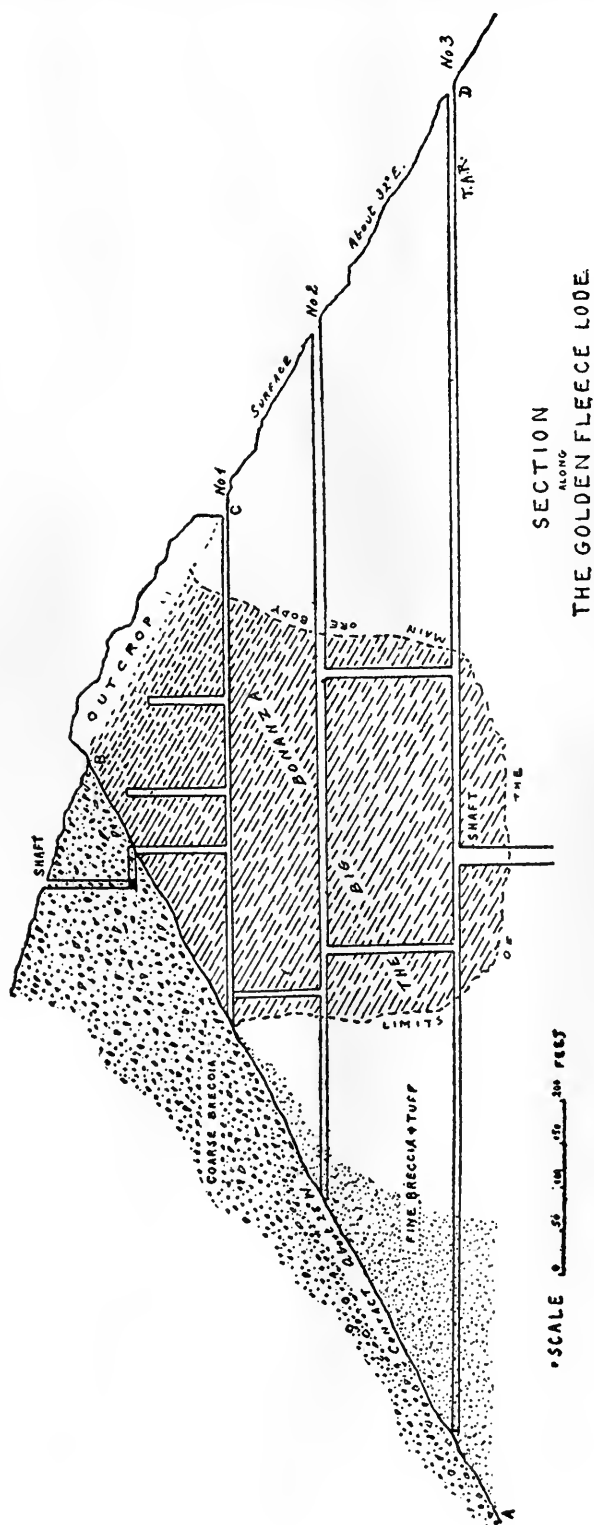 SHAFT
OUTCROP
B
No 1
C
SURFACE
No 2
About 32° E.
No 3
D
T.A.R.
COARSE BRECCIA
CONTACT
FINE BRECCIA & TUFF
A
THE BIG BONANZA
LIMITS OF THE MAIN ORE BODY
SHAFT
SCALE 0 50 100 150 200 FEET
SECTION
ALONG
THE GOLDEN FLEECE LODE